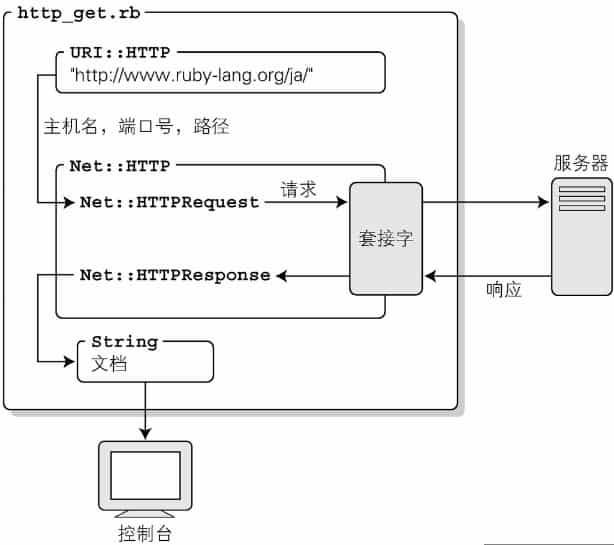 http_get.rb
URI::HTTP
"http://www.ruby-lang.org/ja/"
主机名，端口号，路径
Net::HTTP
服务器
Net::HTTPRequest
请求
套接字
Net::HTTPResponse
响应
String
文档
控制台